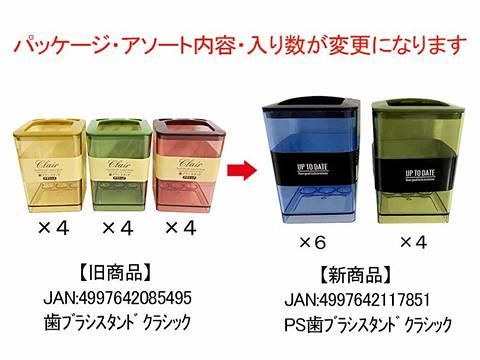 パッケージ・アソート内容・入り数が変更になります
Clair
Clair
Clair
UP TO DATE
UP TO DATE
×4
×4
×4
×6
×4
【旧商品】
JAN:4997642085495
歯ブラシスタンドクラシック
【新商品】
JAN:4997642117851
PS歯ブラシスタンドクラシック